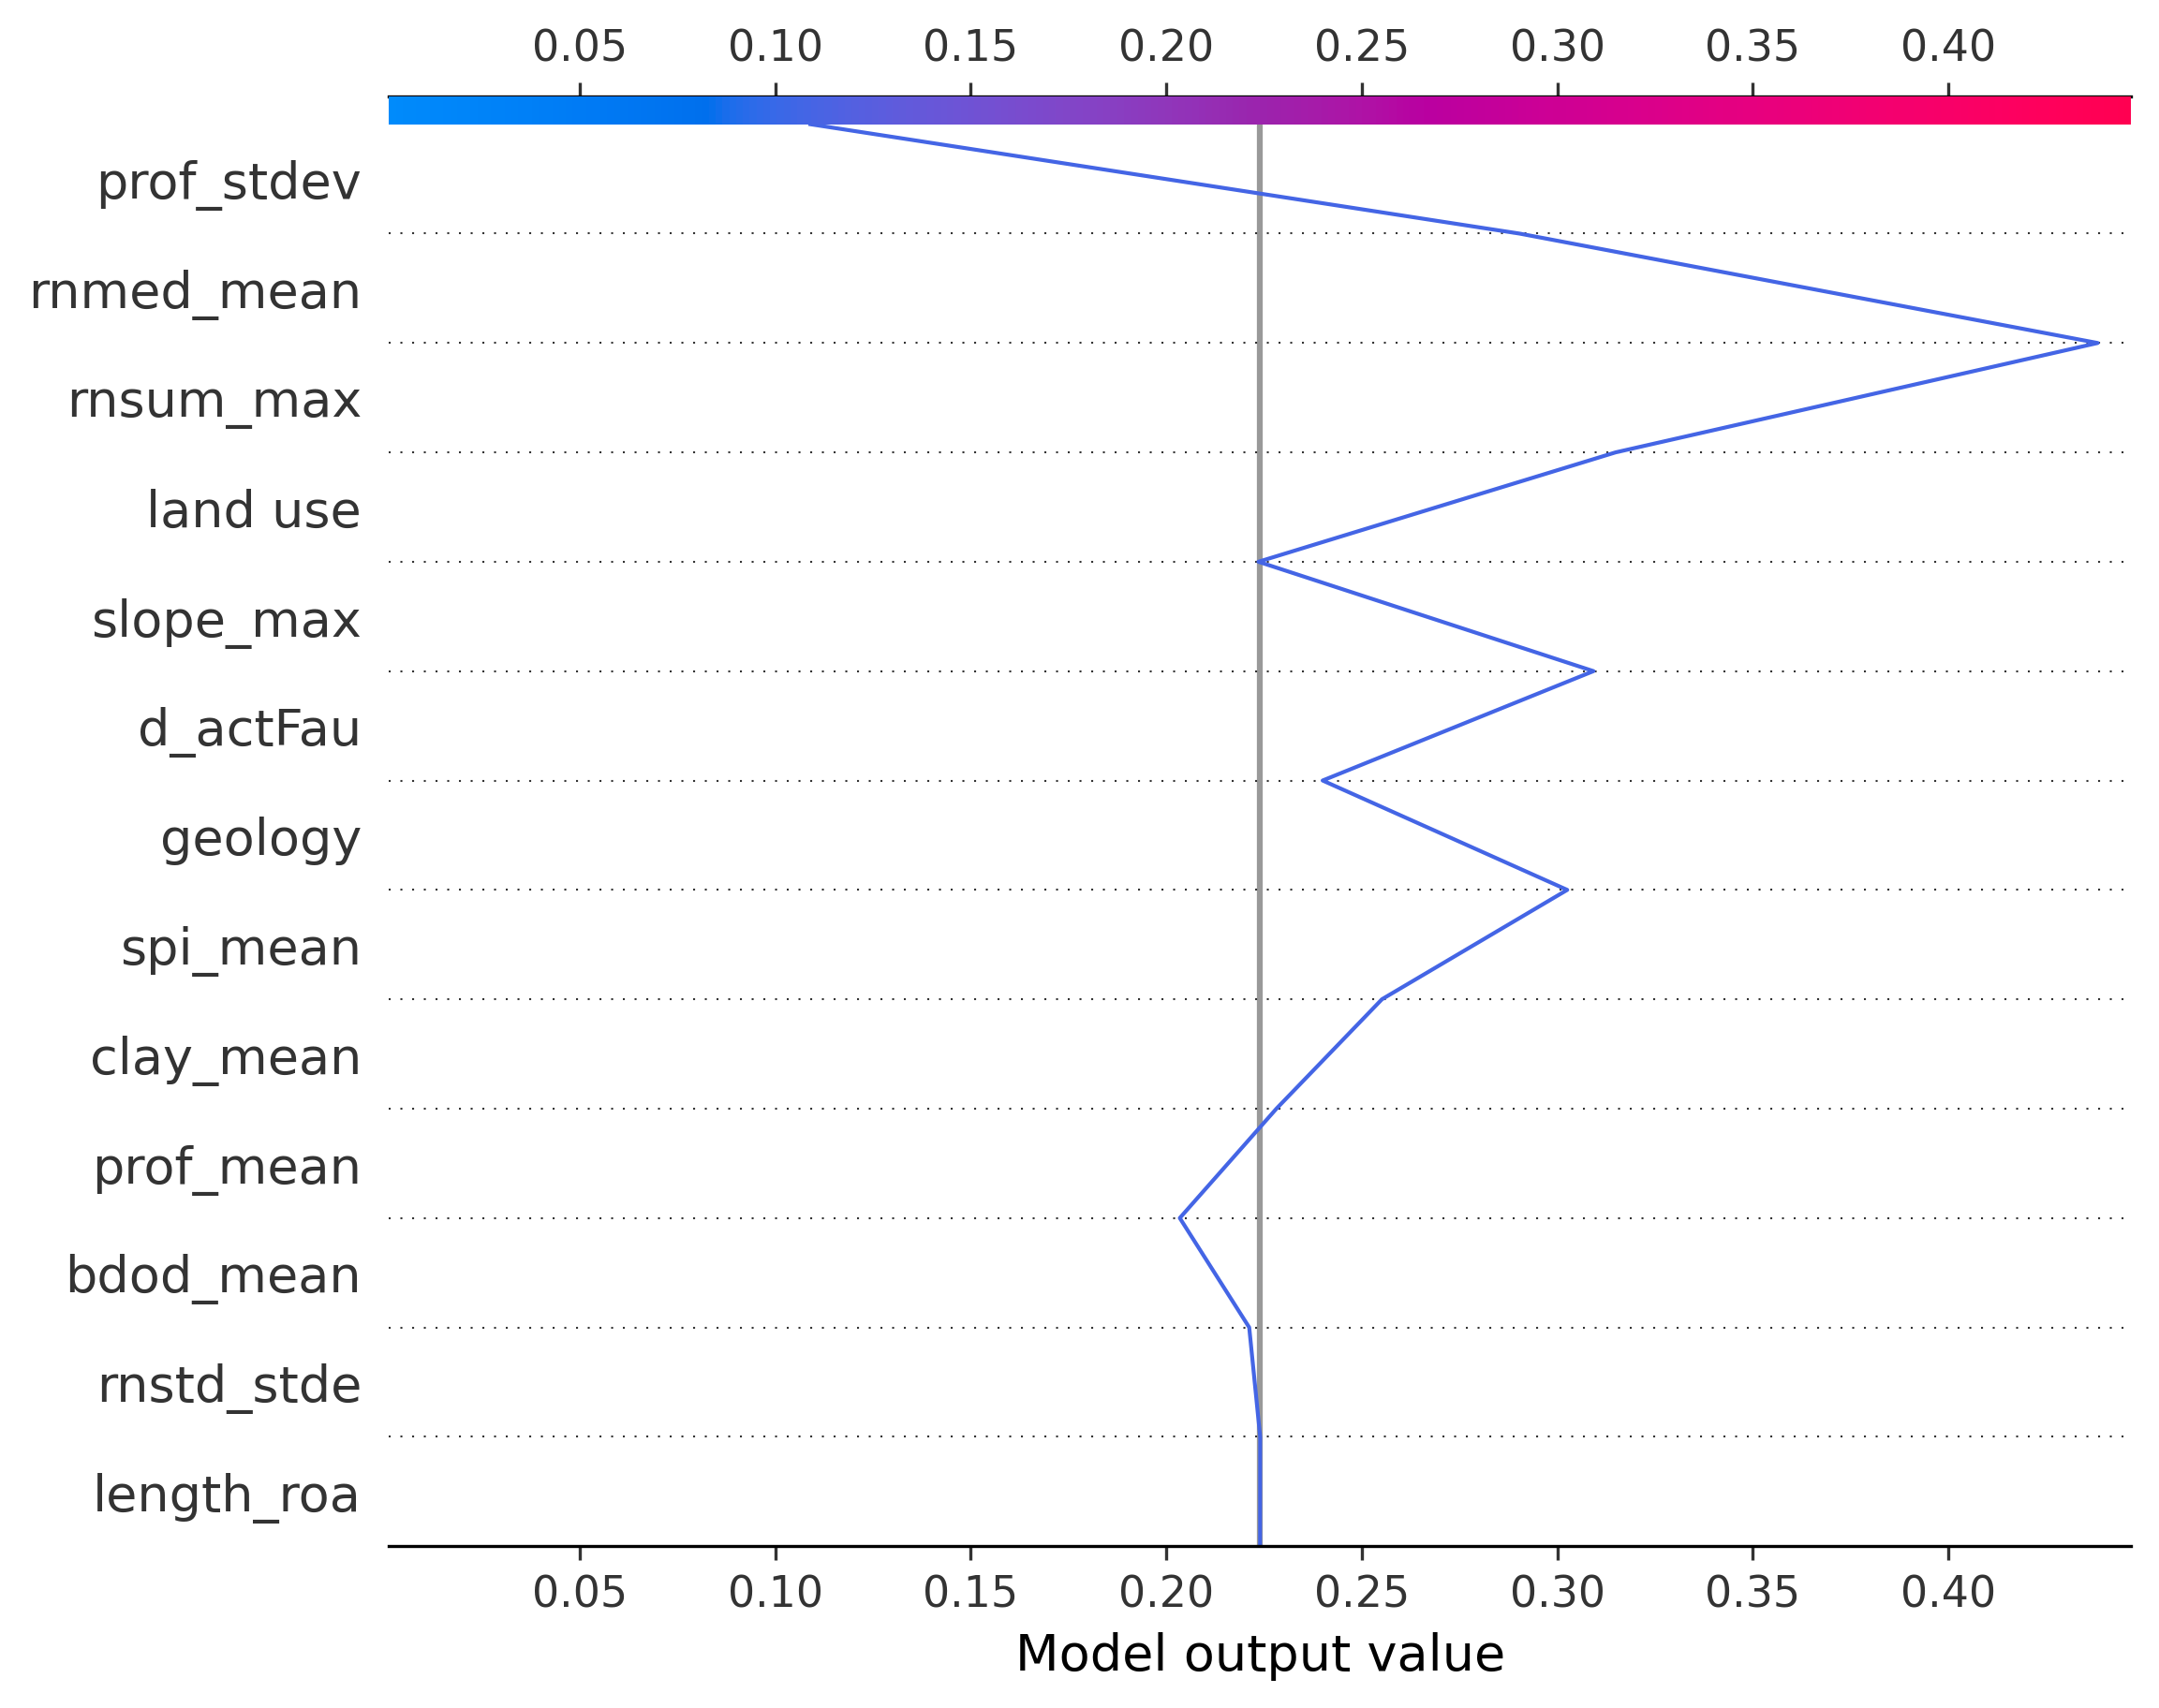 0.05 0.10 0.15 0.20 0.25 0.30 0.35 0.40
prof_stdev
rnmed_mean
rnsum_max
land use
slope_max
d_actFau
geology
spi_mean
clay_mean
prof_mean
bdod_mean
rnstd_stde
length_roa
0.05 0.10 0.15 0.20 0.25 0.30 0.35 0.40
Model output value